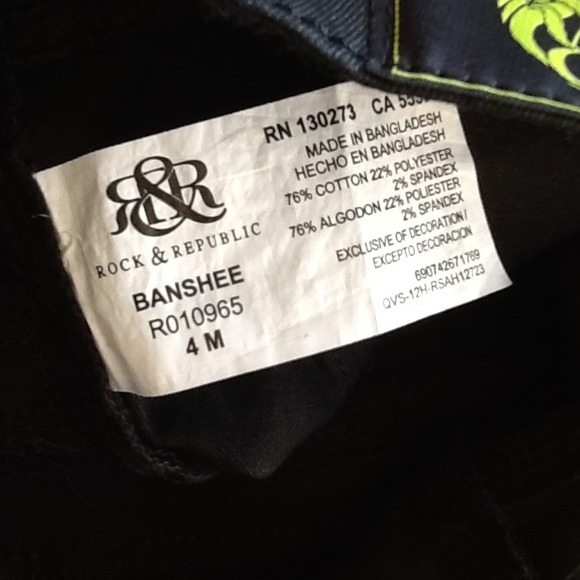 R&R
ROCK & REPUBLIC
BANSHEE
R010965
4 M
RN 130273 CA
MADE IN BANGLADESH
HECHO EN BANGLADESH
76% COTTON 22% POLYESTER
2% SPANDEX
76% ALGODON 22% POLIESTER
2% SPANDEX
EXCLUSIVE OF DECORATION/
EXCEPTO DECORACION
690742671769
QVS-12H-RSAH12723